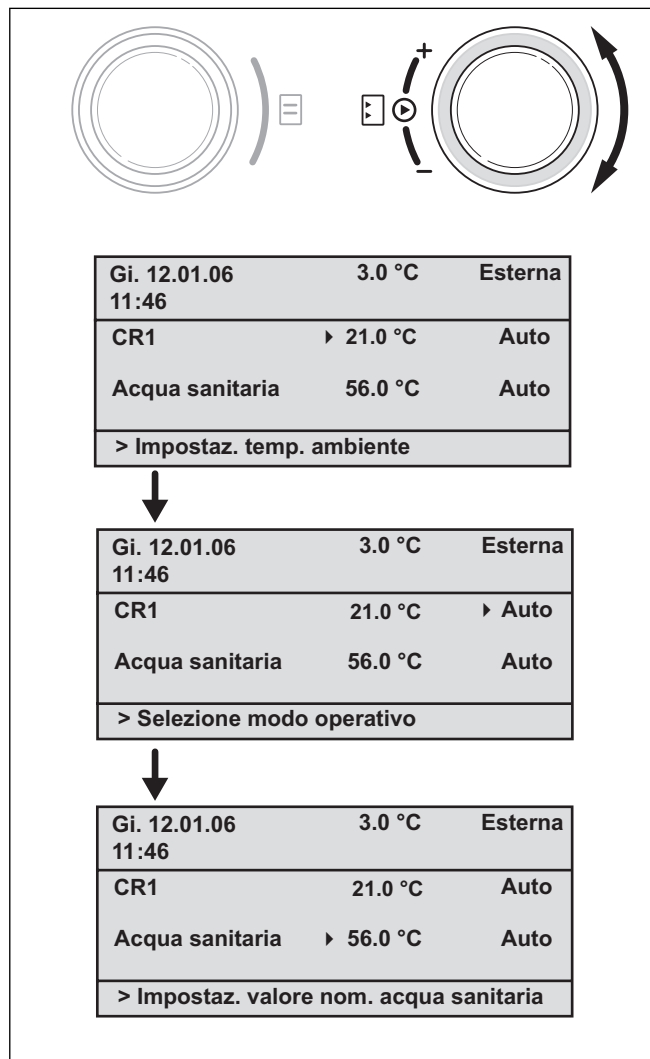 +
−
Gi. 12.01.06 3.0 °C Esterna
11:46
CR1 ▸ 21.0 °C Auto
Acqua sanitaria 56.0 °C Auto
> Impostaz. temp. ambiente
Gi. 12.01.06 3.0 °C Esterna
11:46
CR1 21.0 °C ▸ Auto
Acqua sanitaria 56.0 °C Auto
> Selezione modo operativo
Gi. 12.01.06 3.0 °C Esterna
11:46
CR1 21.0 °C Auto
Acqua sanitaria ▸ 56.0 °C Auto
> Impostaz. valore nom. acqua sanitaria